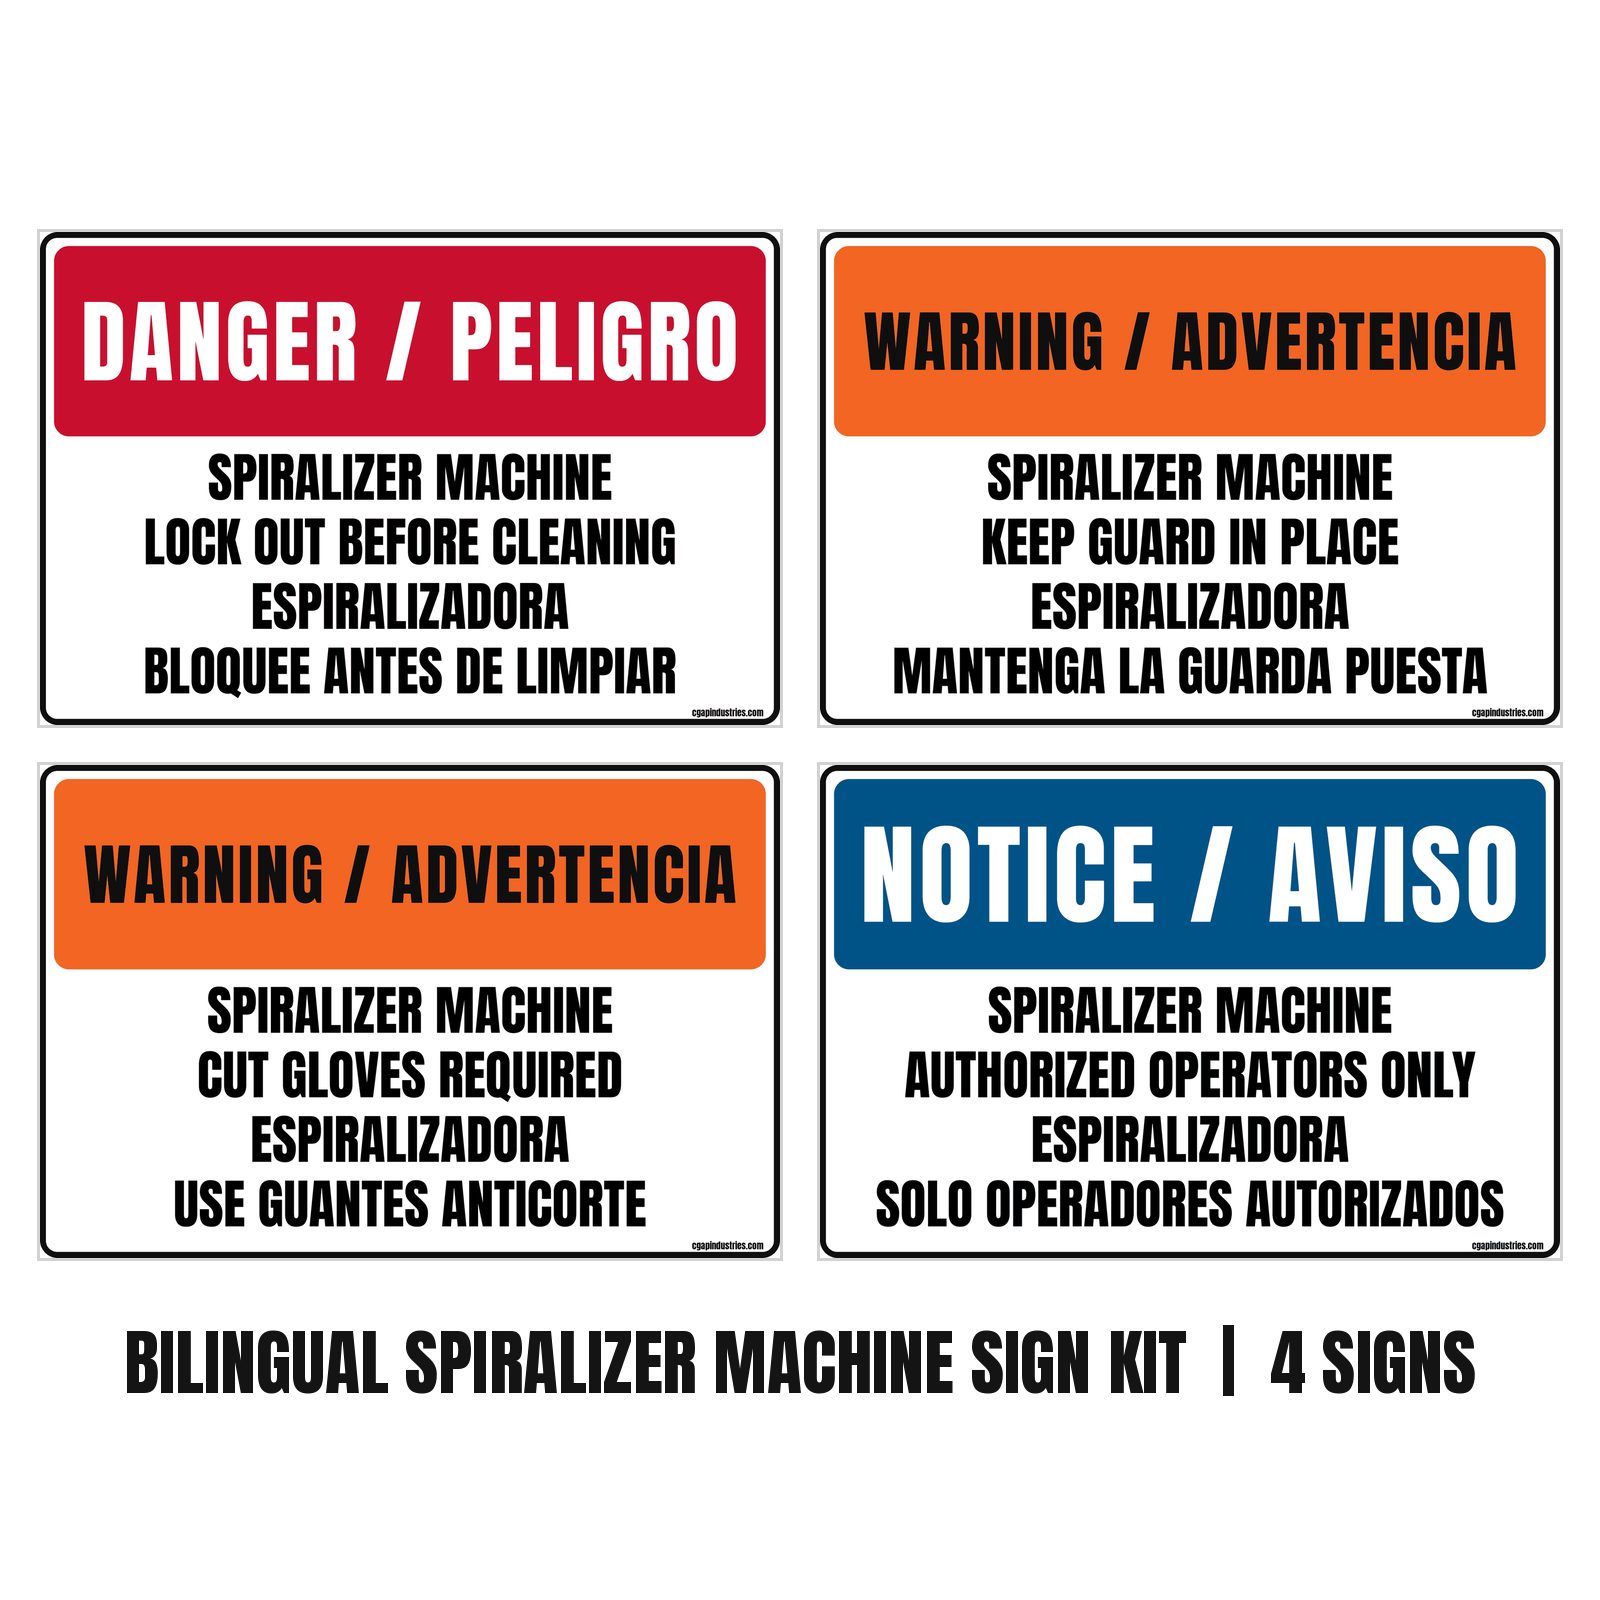 DANGER / PELIGRO
SPIRALIZER MACHINE
LOCK OUT BEFORE CLEANING
ESPIRALIZADORA
BLOQUEE ANTES DE LIMPIAR
cgapindustries.com
WARNING / ADVERTENCIA
SPIRALIZER MACHINE
KEEP GUARD IN PLACE
ESPIRALIZADORA
MANTENGA LA GUARDA PUESTA
cgapindustries.com
WARNING / ADVERTENCIA
SPIRALIZER MACHINE
CUT GLOVES REQUIRED
ESPIRALIZADORA
USE GUANTES ANTICORTE
cgapindustries.com
NOTICE / AVISO
SPIRALIZER MACHINE
AUTHORIZED OPERATORS ONLY
ESPIRALIZADORA
SOLO OPERADORES AUTORIZADOS
cgapindustries.com
BILINGUAL SPIRALIZER MACHINE SIGN KIT | 4 SIGNS